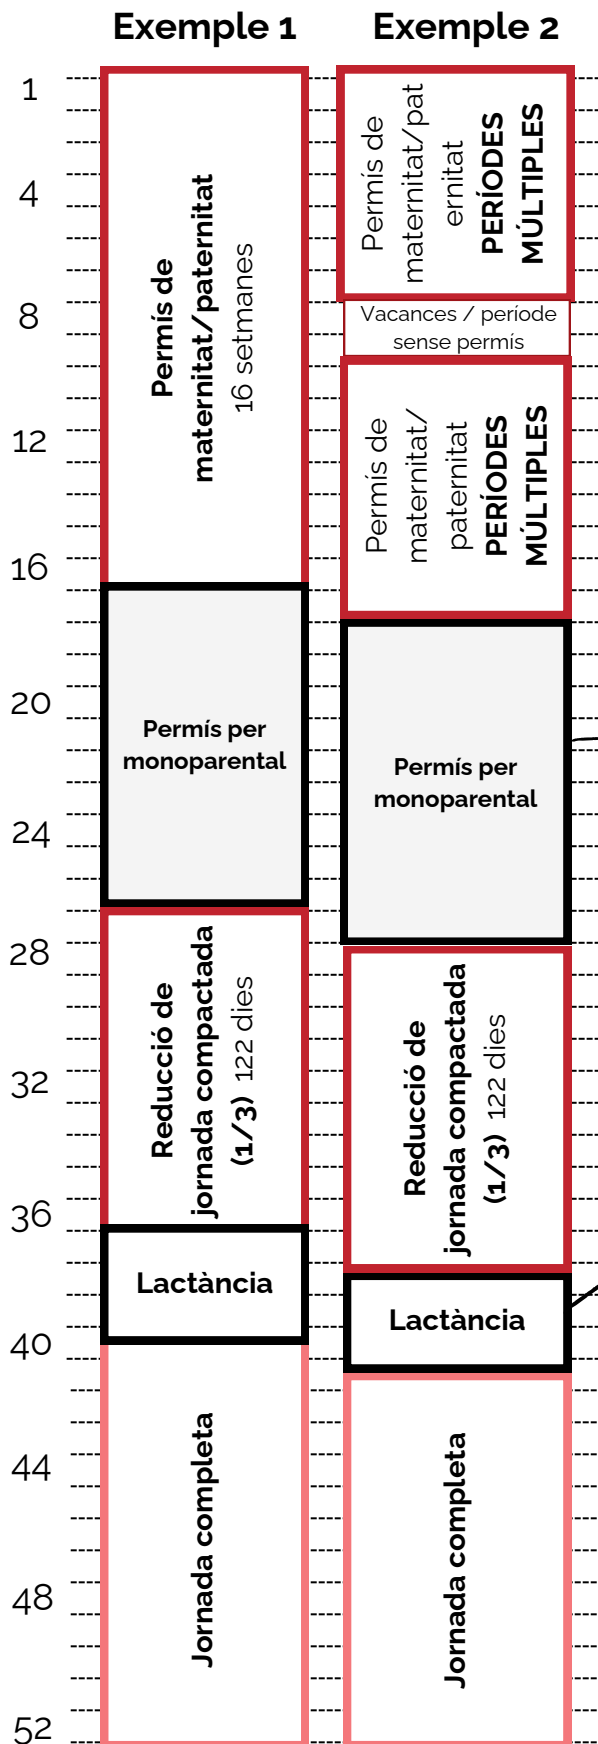 Exemple 1
Exemple 2
1
4
8
12
16
20
24
28
32
36
40
44
48
52
Permís de
maternitat/paternitat
16 setmanes
Permís per
monoparental
Reducció de
jornada compactada
(1/3) 122 dies
Lactància
Jornada completa
Permís de
maternitat/pat
ernitat
PERÍODES
MÚLTIPLES
Vacances / període
sense permís
Permís de
maternitat/
paternitat
PERÍODES
MÚLTIPLES
Permís per
monoparental
Reducció de
jornada compactada
(1/3) 122 dies
Lactància
Jornada completa